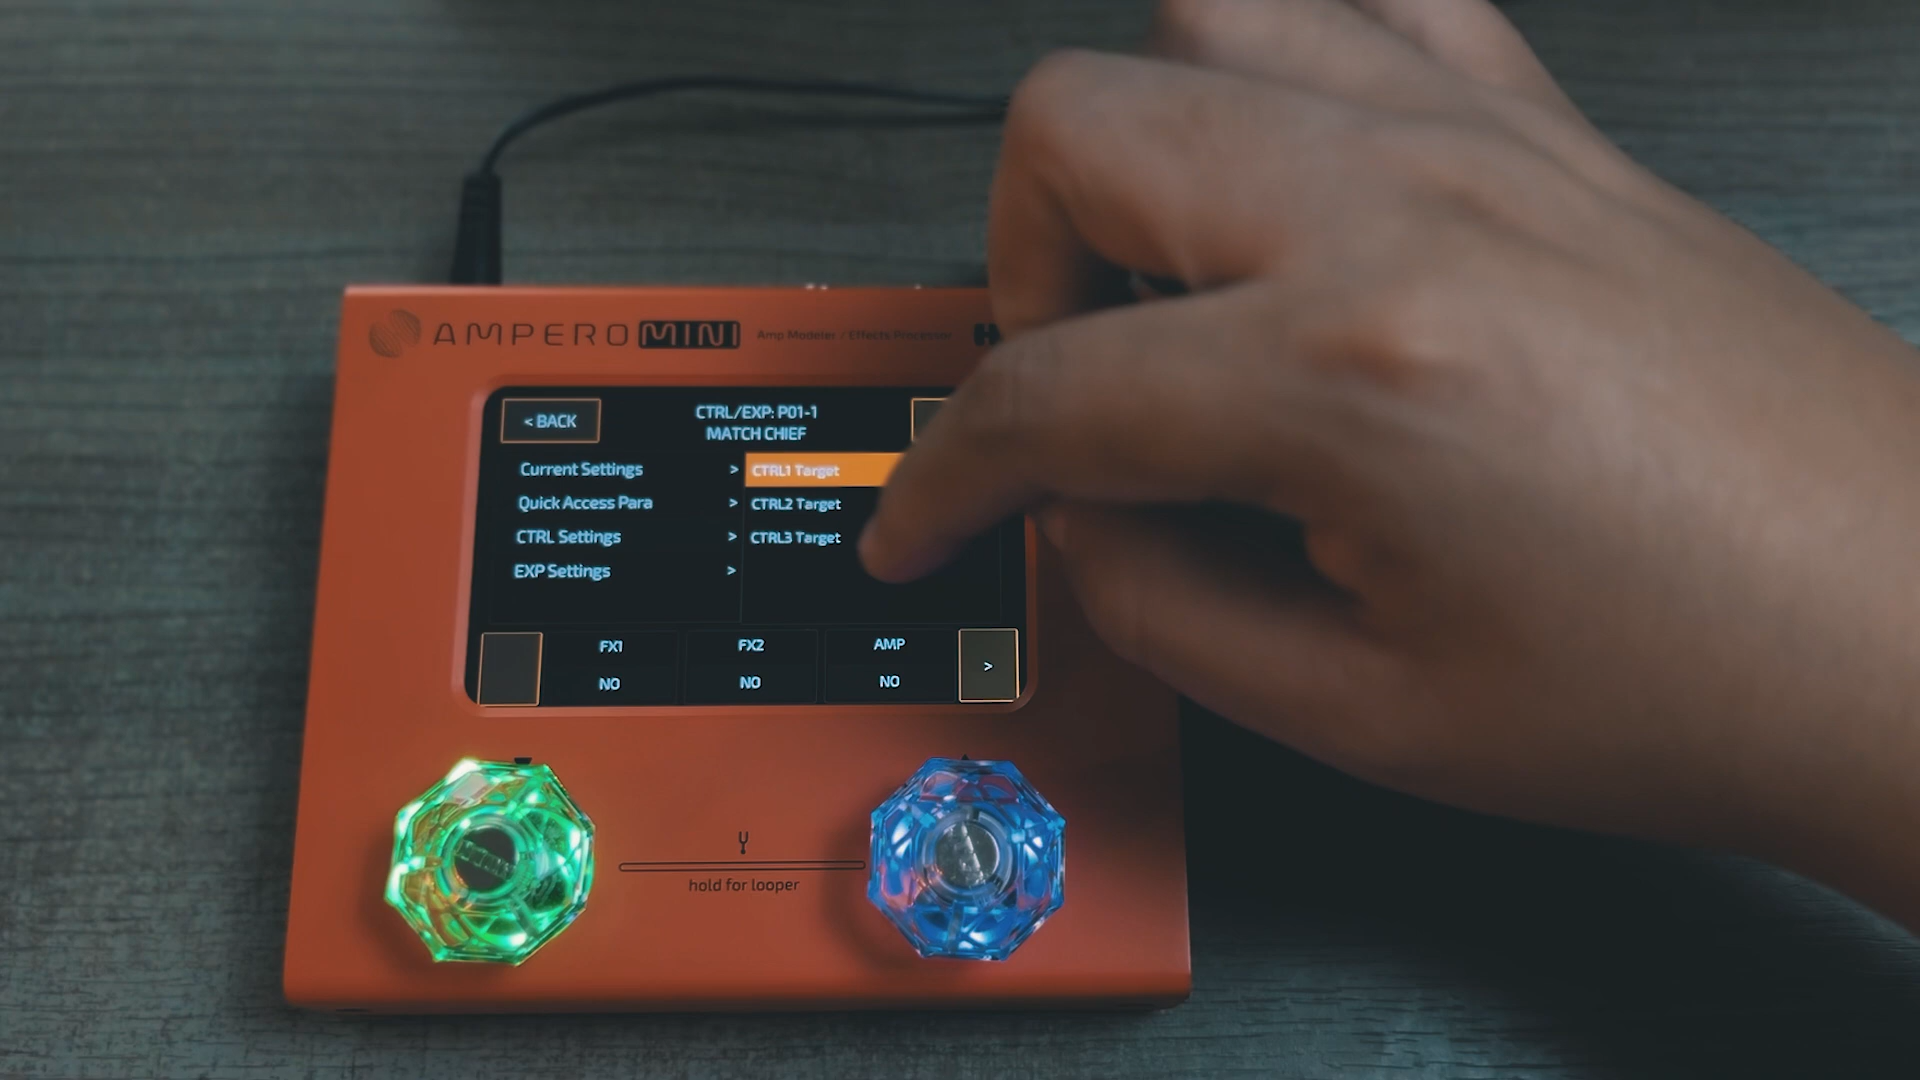 AMPERO MINI Amp Modeler / Effects Processor H
< BACK
CTRL/EXP: P01-1
MATCH CHIEF
Current Settings >
Quick Access Para >
CTRL Settings >
EXP Settings >
CTRL1 Target
CTRL2 Target
CTRL3 Target
FX1 FX2 AMP
>
NO NO NO
hold for looper